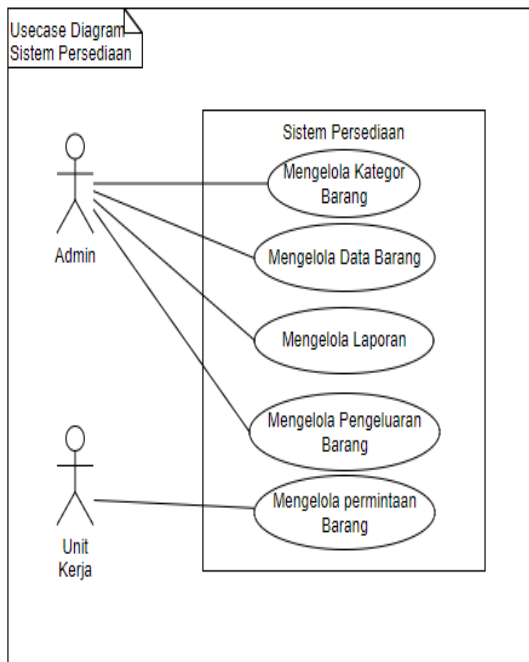 Usecase Diagram
Sistem Persediaan
Sistem Persediaan
Mengelola Kategor
Barang
Admin
Mengelola Data Barang
Mengelola Laporan
Mengelola Pengeluaran
Barang
Mengelola permintaan
Barang
Unit
Kerja